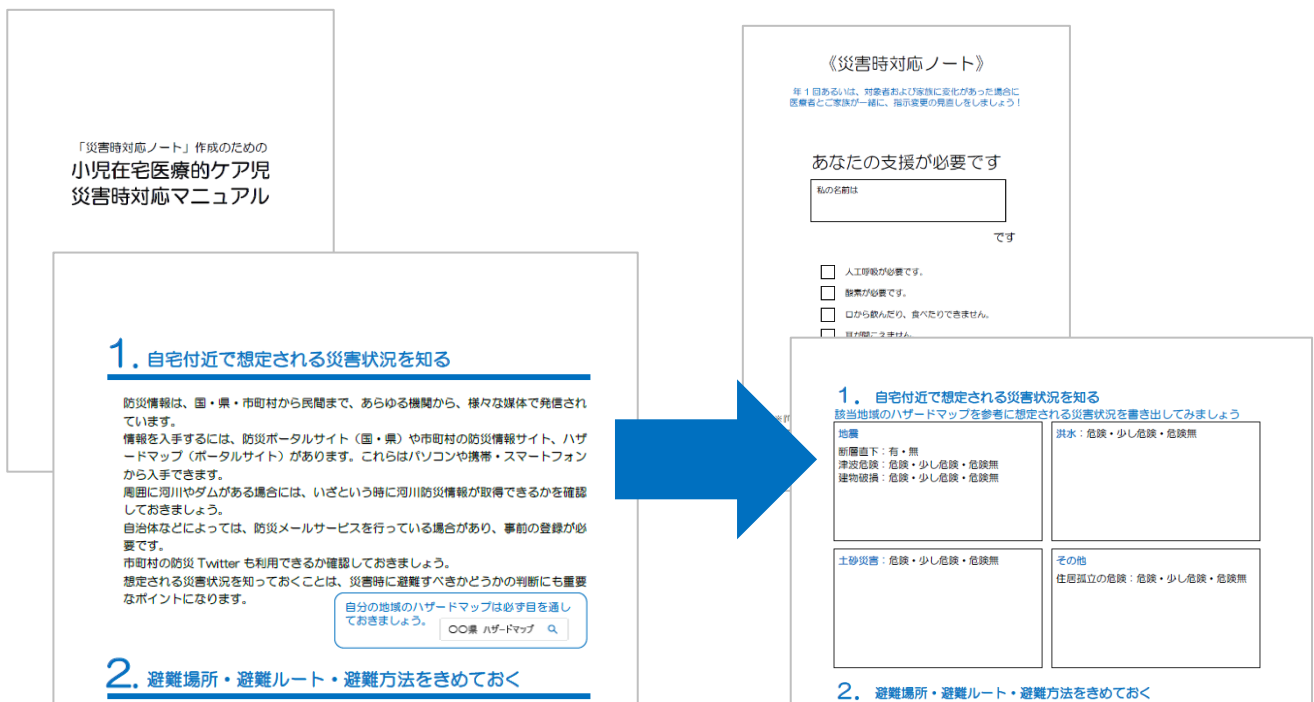 「災害時対応ノート」作成のための
小児在宅医療的ケア児
災害時対応マニュアル
1. 自宅付近で想定される災害状況を知る
防災情報は、国・県・市町村から民間まで、あらゆる機関から、様々な媒体で発信され
ています。
情報を入手するには、防災ポータルサイト（国・県）や市町村の防災情報サイト、ハザ
ードマップ（ポータルサイト）があります。これらはパソコンや携帯・スマートフォン
から入手できます。
周囲に河川やダムがある場合には、いざという時に河川防災情報が取得できるかを確認
しておきましょう。
自治体などによっては、防災メールサービスを行っている場合があり、事前の登録が必
要です。
市町村の防災 Twitter も利用できるか確認しておきましょう。
想定される災害状況を知っておくことは、災害時に避難すべきかどうかの判断にも重要
なポイントになります。
自分の地域のハザードマップは必ず目を通し
ておきましょう。
〇〇県 ハザードマップ
2. 避難場所・避難ルート・避難方法をきめておく
《災害時対応ノート》
年1回あるいは、対象者および家族に変化があった場合に
医療者とご家族が一緒に、指示変更の見直しをしましょう！
あなたの支援が必要です
私の名前は
です
人工呼吸が必要です。
酸素が必要です。
口から飲んだり、食べたりできません。
耳が聞こえません
1. 自宅付近で想定される災害状況を知る
該当地域のハザードマップを参考に想定される災害状況を書き出してみましょう
地震
断層直下：有・無
津波危険：危険・少し危険・危険無
建物破損：危険・少し危険・危険無
洪水：危険・少し危険・危険無
土砂災害：危険・少し危険・危険無
その他
住居孤立の危険：危険・少し危険・危険無
2. 避難場所・避難ルート・避難方法をきめておく